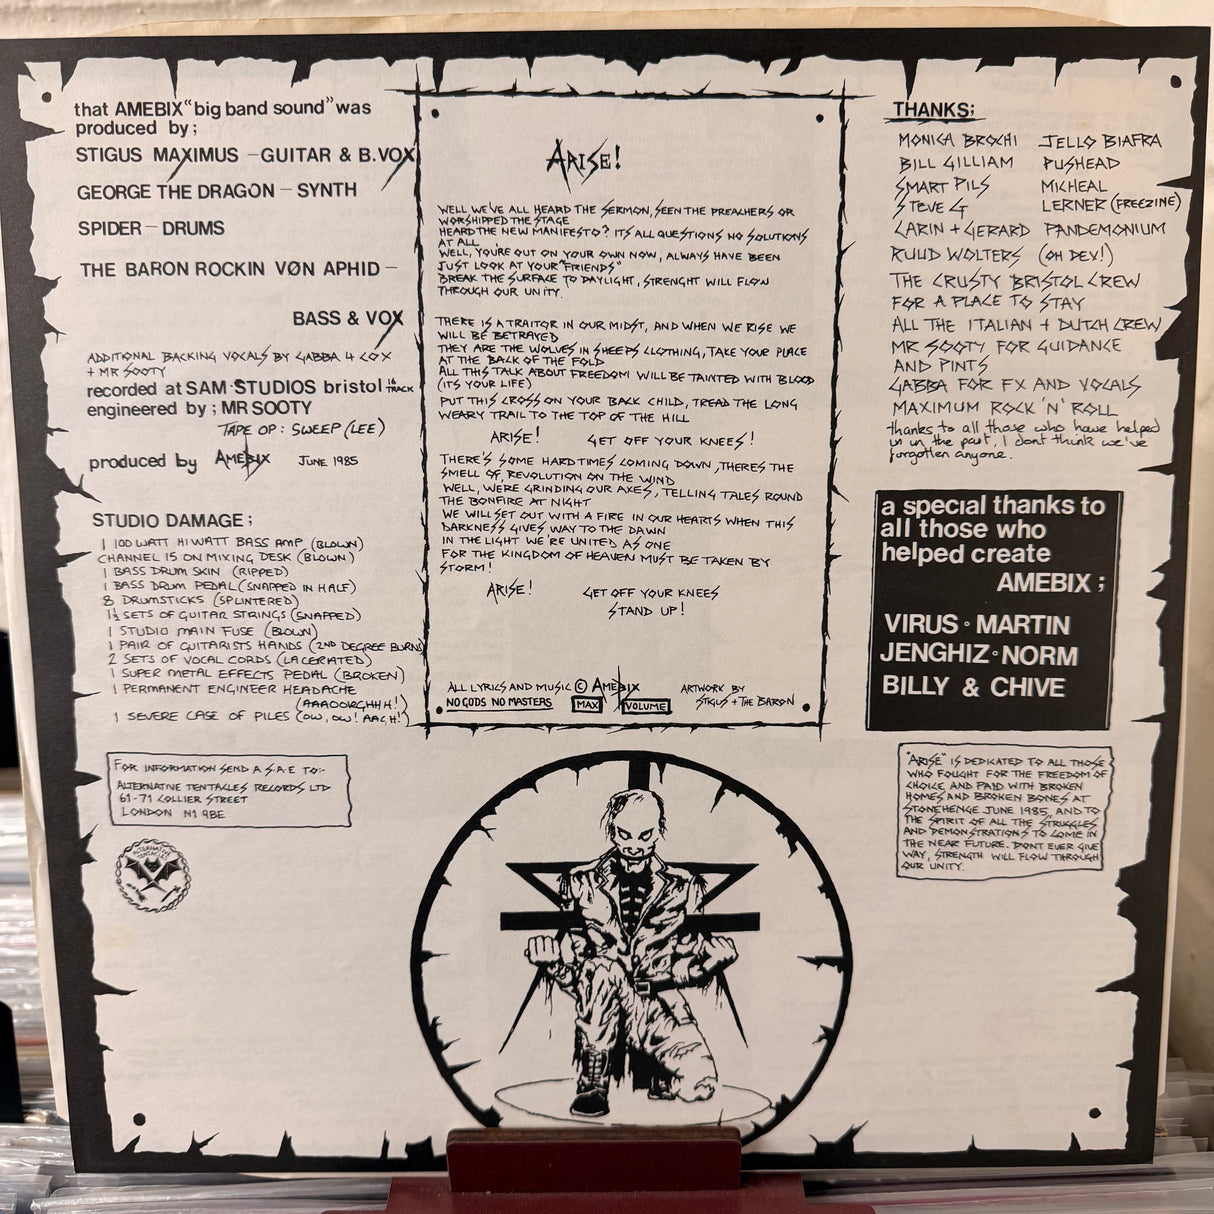 that AMEBIX "big band sound" was
produced by;
STIGUS MAXIMUS – GUITAR & B.VOX
GEORGE THE DRAGON – SYNTH
SPIDER – DRUMS
THE BARON ROCKIN VØN APHID –
BASS & VOX
ADDITIONAL BACKING VOCALS BY GABBA 4 COX
+ MR SOOTY
recorded at SAM STUDIOS bristol 16 TRACK
engineered by ; MR SOOTY
TAPE OP: SWEEP (LEE)
produced by AMEBIX JUNE 1985
STUDIO DAMAGE ;
1 100 WATT HIWATT BASS AMP (BLOWN)
CHANNEL 15 ON MIXING DESK (BLOWN)
1 BASS DRUM SKIN (RIPPED)
1 BASS DRUM PEDAL (SNAPPED IN HALF)
8 DRUMSTICKS (SPLINTERED)
1½ SETS OF GUITAR STRINGS (SNAPPED)
1 STUDIO MAIN FUSE (BLOWN)
1 PAIR OF GUITARISTS HANDS (2ND DEGREE BURNS)
2 SETS OF VOCAL CORDS (LACERATED)
1 SUPER METAL EFFECTS PEDAL (BROKEN)
1 PERMANENT ENGINEER HEADACHE
(AAAOOIRGHHH!)
1 SEVERE CASE OF PILES (OW, OW! AACH!)
FOR INFORMATION SEND A S.A.E TO:-
ALTERNATIVE TENTACLES RECORDS LTD
61-71 COLLIER STREET
LONDON N1 9BE
ALTERNATIVE
TENTACLES
ARISE!
WELL WE'VE ALL HEARD THE SERMON, SEEN THE PREACHERS OR
WORSHIPPED THE STAGE
HEARD THE NEW MANIFESTO? ITS ALL QUESTIONS NO SOLUTIONS
AT ALL
WELL, YOU'RE OUT ON YOUR OWN NOW, ALWAYS HAVE BEEN
JUST LOOK AT YOUR "FRIENDS"
BREAK THE SURFACE TO DAYLIGHT, STRENGHT WILL FLOW
THROUGH OUR UNITY.
THERE IS A TRAITOR IN OUR MIDST, AND WHEN WE RISE WE
WILL BE BETRAYED
THEY ARE THE WOLVES IN SHEEPS CLOTHING, TAKE YOUR PLACE
AT THE BACK OF THE FOLD
ALL THIS TALK ABOUT FREEDOM WILL BE TAINTED WITH BLOOD
(IT'S YOUR LIFE)
PUT THIS CROSS ON YOUR BACK CHILD, TREAD THE LONG
WEARY TRAIL TO THE TOP OF THE HILL
ARISE! GET OFF YOUR KNEES!
THERE'S SOME HARD TIMES COMING DOWN, THERES THE
SMELL OF REVOLUTION ON THE WIND
WELL, WERE GRINDING OUR AXES, TELLING TALES ROUND
THE BONFIRE AT NIGHT
WE WILL SET OUT WITH A FIRE IN OUR HEARTS WHEN THIS
DARKNESS GIVES WAY TO THE DAWN
IN THE LIGHT WE'RE UNITED AS ONE
FOR THE KINGDOM OF HEAVEN MUST BE TAKEN BY
STORM!
ARISE! GET OFF YOUR KNEES
STAND UP!
ALL LYRICS AND MUSIC © AMEBIX
NO GODS NO MASTERS MAX VOLUME
ARTWORK BY
STIGUS + THE BARON
THANKS;
MONICA BROCHI JELLO BIAFRA
BILL GILLIAM PUSHEAD
SMART PILS MICHEAL
STEVE G LERNER (FREEZINE)
CARIN + GERARD PANDEMONIUM
RUUD WOLTERS (OH DEX!)
THE CRUSTY BRISTOL CREW
FOR A PLACE TO STAY
ALL THE ITALIAN + DUTCH CREW
MR SOOTY FOR GUIDANCE
AND PINTS
GABBA FOR FX AND VOCALS
MAXIMUM ROCK 'N' ROLL
thanks to all those who have helped
us in the past, I dont think we've
forgotten anyone.
a special thanks to
all those who
helped create
AMEBIX ;
VIRUS · MARTIN
JENGHIZ · NORM
BILLY & CHIVE
"ARISE" IS DEDICATED TO ALL THOSE
WHO FOUGHT FOR THE FREEDOM OF
CHOICE AND PAID WITH BROKEN
HOMES AND BROKEN BONES AT
STONEHENGE JUNE 1985, AND TO
THE SPIRIT OF ALL THE STRUGGLES
AND DEMONSTRATIONS TO COME IN
THE NEAR FUTURE. DONT EVER GIVE
WAY, STRENGTH WILL FLOW THROUGH
OUR UNITY.